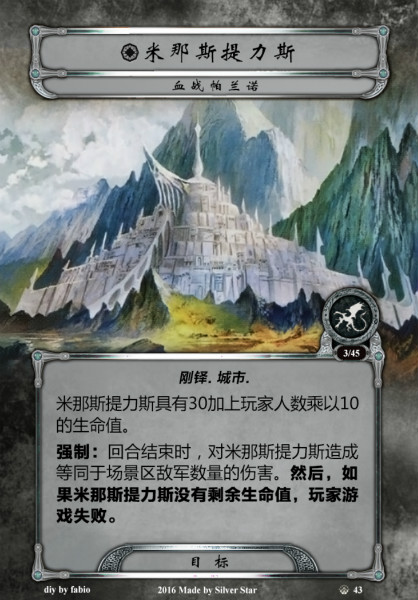 米那斯提力斯
血战帕兰诺
3/45
刚铎. 城市.
米那斯提力斯具有30加上玩家人数乘以10
的生命值。
强制：回合结束时，对米那斯提力斯造成
等同于场景区敌军数量的伤害。然后，如
果米那斯提力斯没有剩余生命值，玩家游
戏失败。
目标
diy by fabio
2016 Made by Silver Star
43